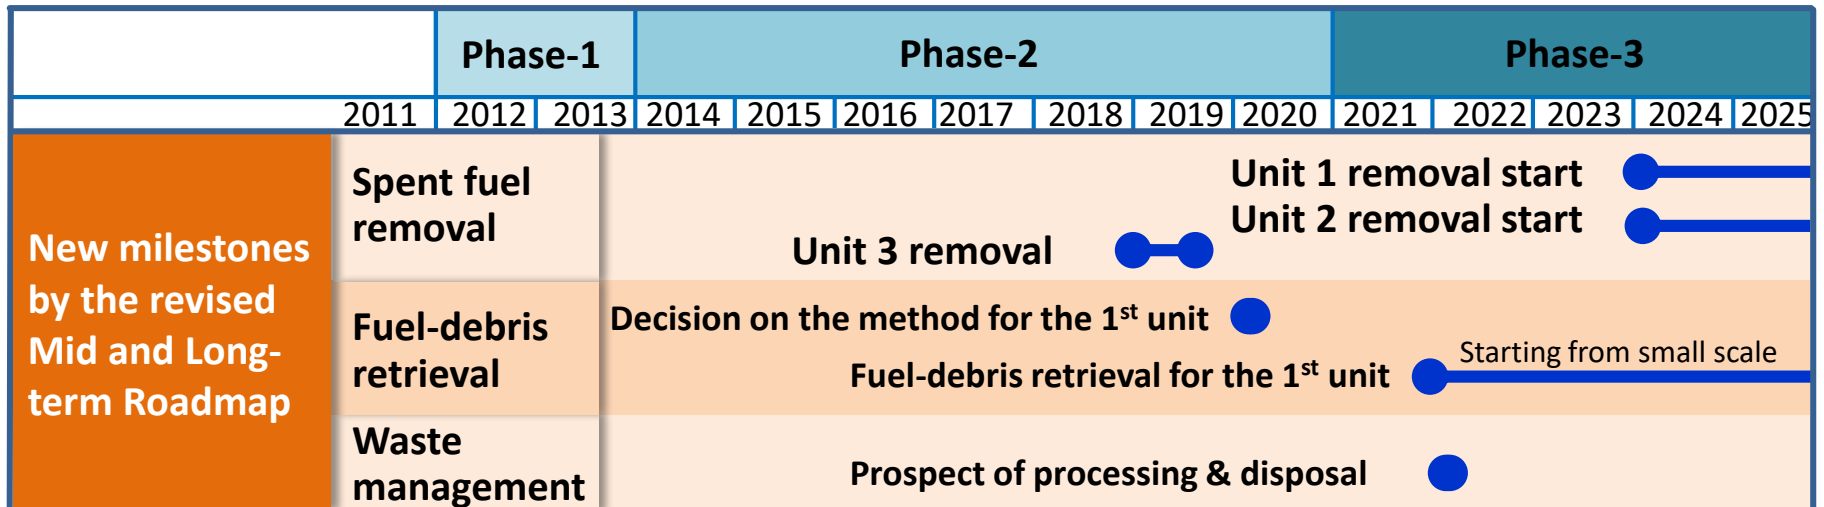 Phase-1 Phase-2 Phase-3
2011 2012 2013 2014 2015 2016 2017 2018 2019 2020 2021 2022 2023 2024 2025
New milestones
by the revised
Mid and Long-
term Roadmap
Spent fuel
removal
Unit 1 removal start
Unit 2 removal start
Unit 3 removal
Fuel-debris
retrieval
Decision on the method for the 1st unit
Starting from small scale
Fuel-debris retrieval for the 1st unit
Waste
management
Prospect of processing & disposal